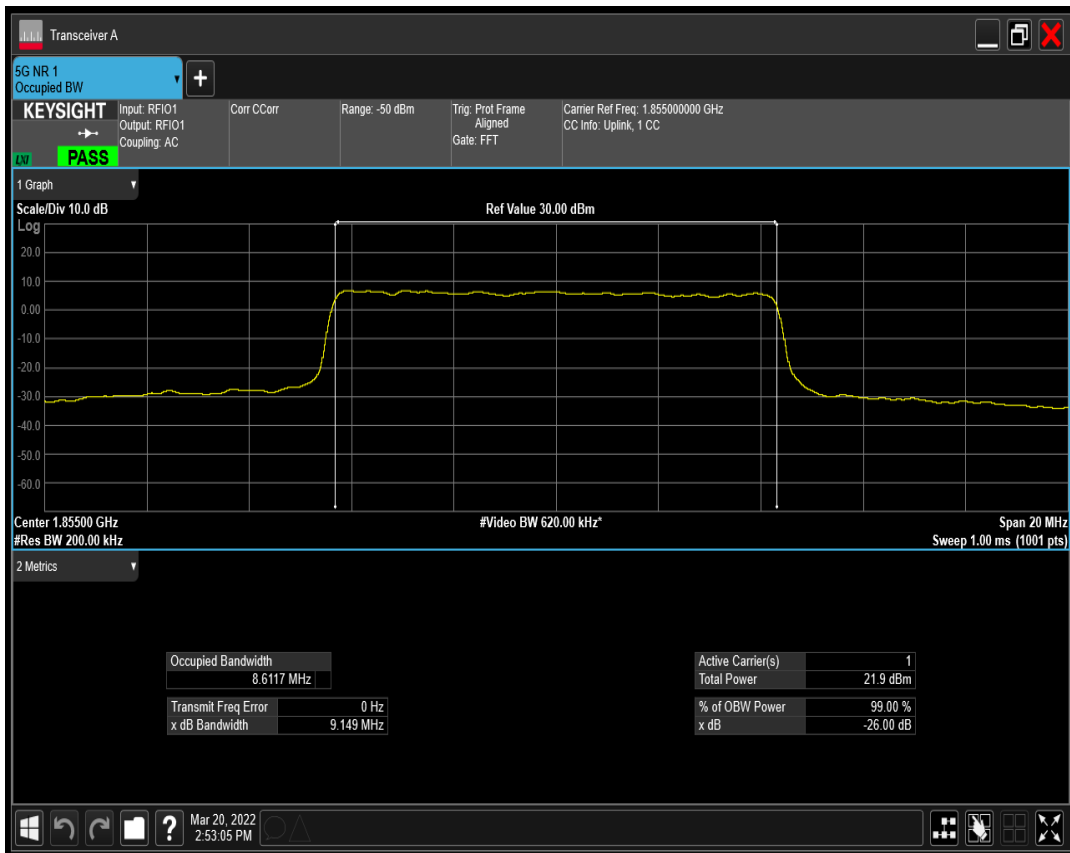 Transceiver A
5G NR 1
Occupied BW
KEYSIGHT
LXI
PASS
Input: RFIO1
Output: RFIO1
Coupling: AC
Corr CCorr
Range: -50 dBm
Trig: Prot Frame
Aligned
Gate: FFT
Carrier Ref Freq: 1.855000000 GHz
CC Info: Uplink, 1 CC
1 Graph
Scale/Div 10.0 dB
Ref Value 30.00 dBm
Log
20.0
10.0
0.00
-10.0
-20.0
-30.0
-40.0
-50.0
-60.0
Center 1.85500 GHz
#Video BW 620.00 kHz*
Span 20 MHz
#Res BW 200.00 kHz
Sweep 1.00 ms (1001 pts)
2 Metrics
Occupied Bandwidth
8.6117 MHz
Transmit Freq Error 0 Hz
x dB Bandwidth 9.149 MHz
Active Carrier(s) 1
Total Power 21.9 dBm
% of OBW Power 99.00 %
x dB -26.00 dB
?
Mar 20, 2022
2:53:05 PM